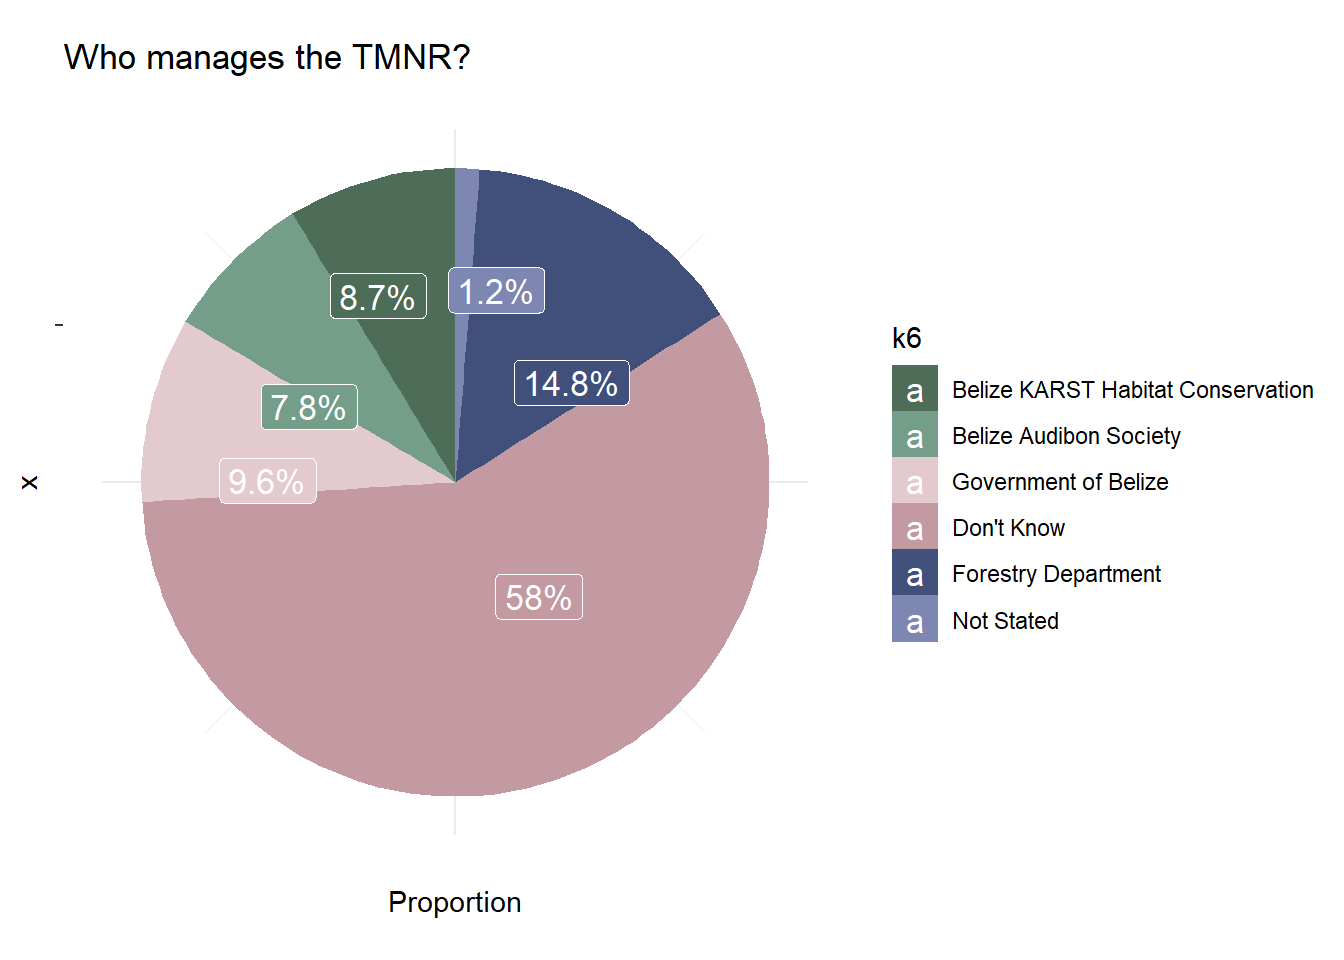 Who manages the TMNR?
8.7%
1.2%
14.8%
7.8%
9.6%
58%
x
Proportion
k6
a Belize KARST Habitat Conservation
a Belize Audibon Society
a Government of Belize
a Don't Know
a Forestry Department
a Not Stated